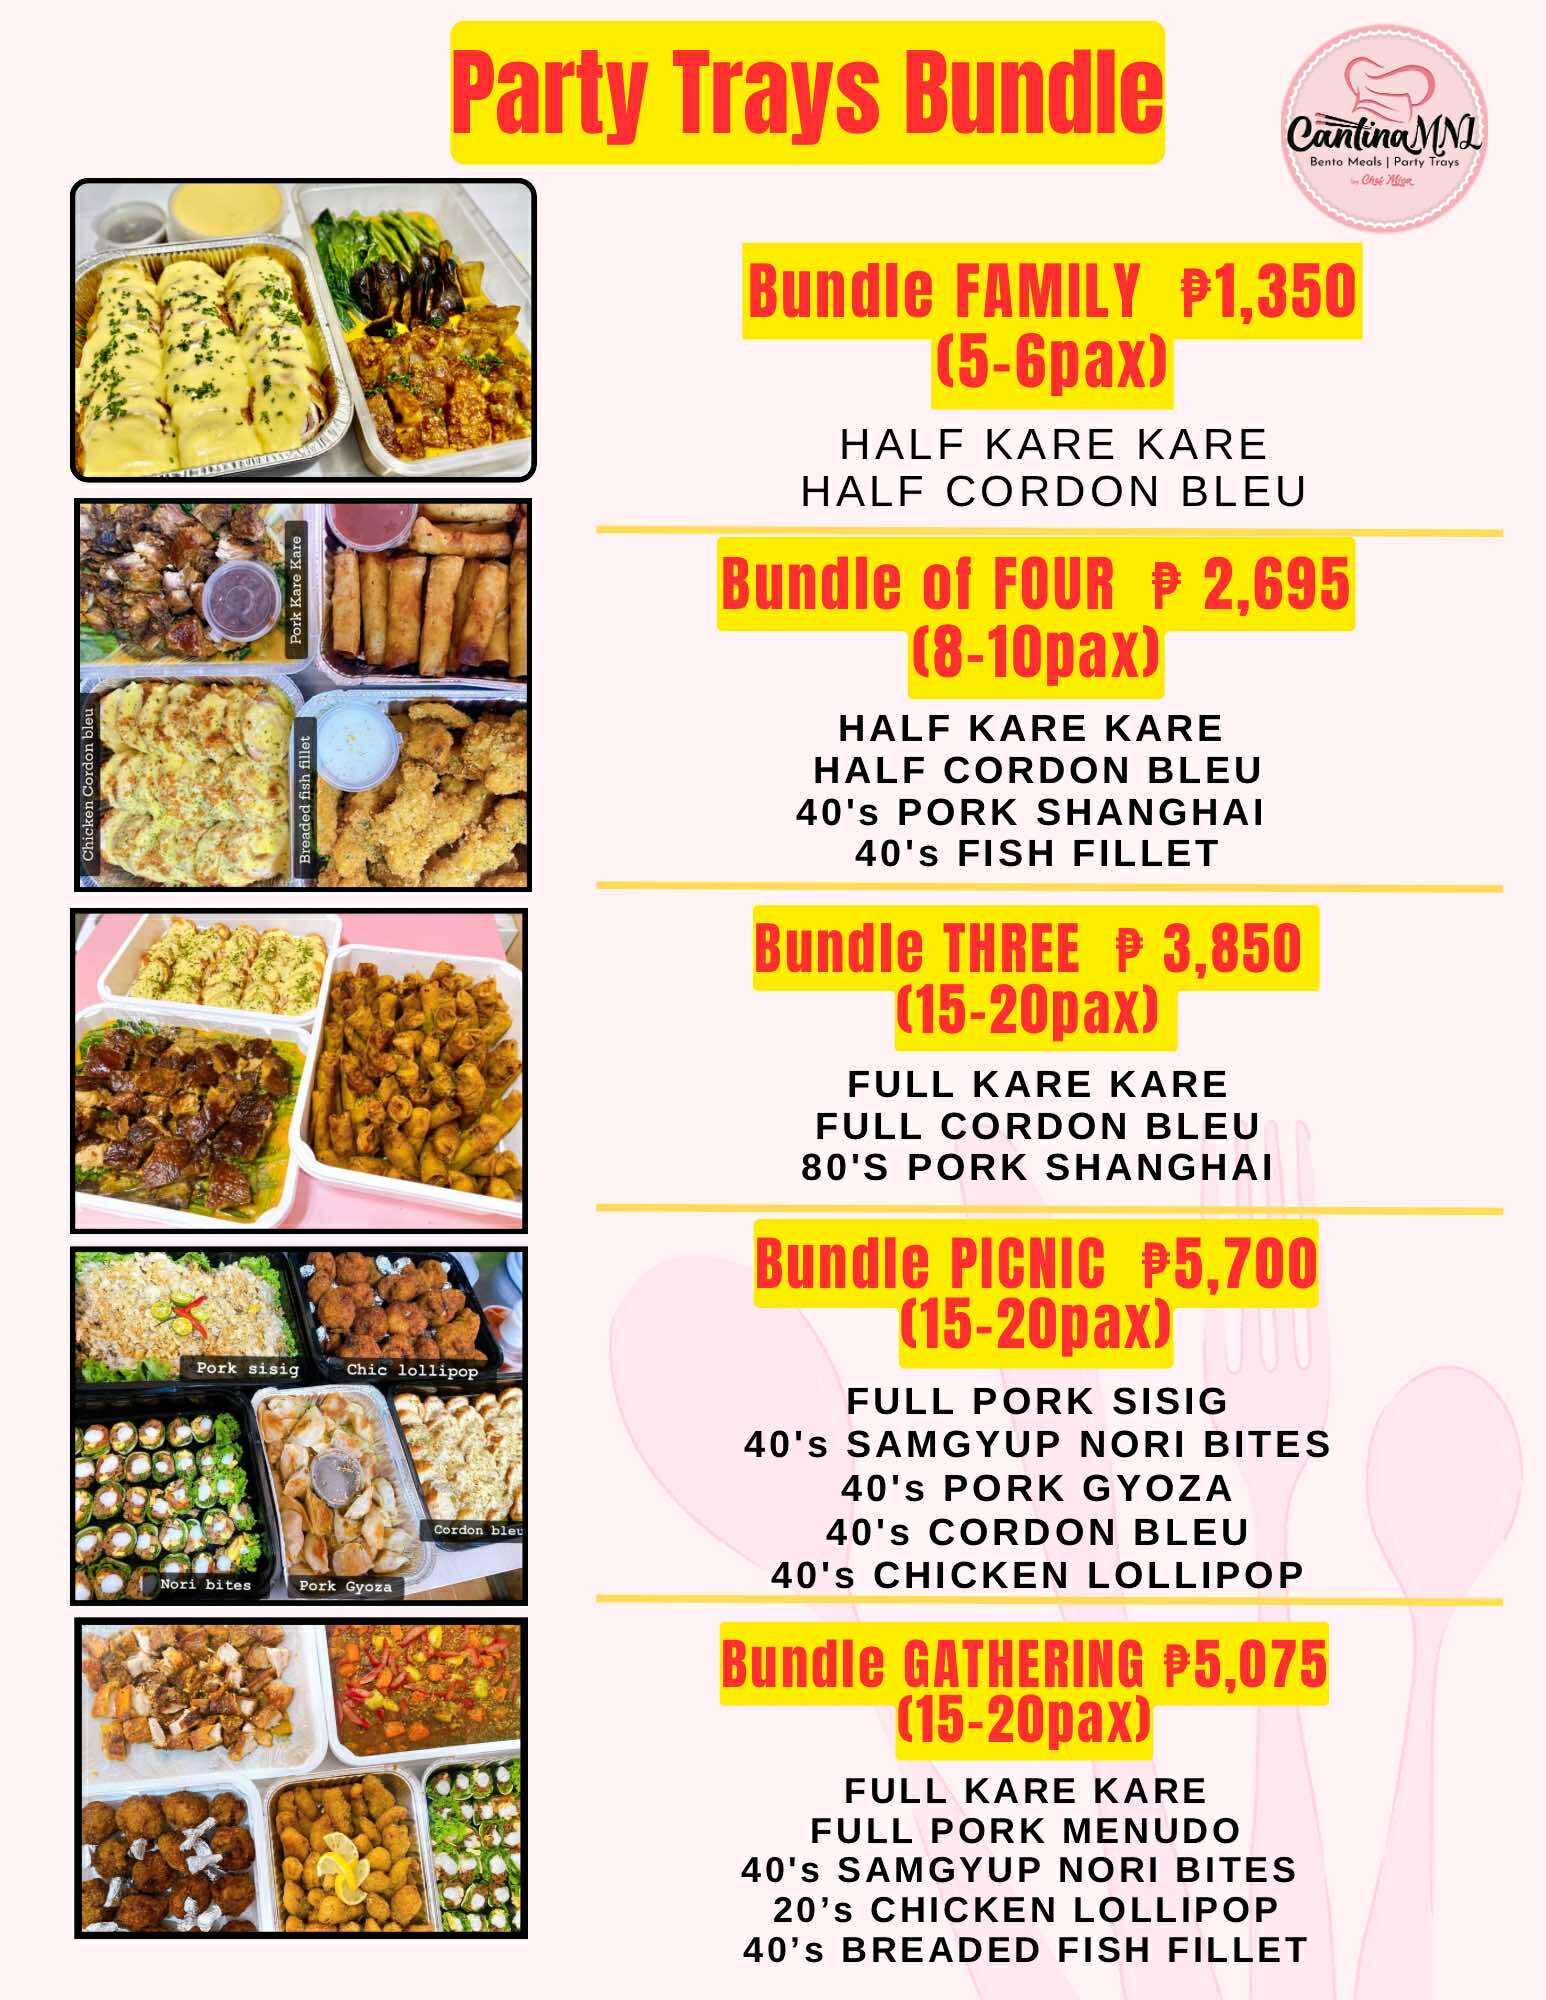 Party Trays Bundle
CantinaMNL
Bento Meals | Party Trays
by Chef Mica
Bundle FAMILY ₱1,350
(5-6pax)
HALF KARE KARE
HALF CORDON BLEU
Pork Kare Kare
Chicken Cordon bleu
Breaded fish fillet
Bundle of FOUR ₱ 2,695
(8-10pax)
HALF KARE KARE
HALF CORDON BLEU
40's PORK SHANGHAI
40's FISH FILLET
Bundle THREE ₱ 3,850
(15-20pax)
FULL KARE KARE
FULL CORDON BLEU
80'S PORK SHANGHAI
Pork sisig
Chic lollipop
Cordon bleu
Nori bites
Pork Gyoza
Bundle PICNIC ₱5,700
(15-20pax)
FULL PORK SISIG
40's SAMGYUP NORI BITES
40's PORK GYOZA
40's CORDON BLEU
40's CHICKEN LOLLIPOP
Bundle GATHERING ₱5,075
(15-20pax)
FULL KARE KARE
FULL PORK MENUDO
40's SAMGYUP NORI BITES
20’s CHICKEN LOLLIPOP
40’s BREADED FISH FILLET